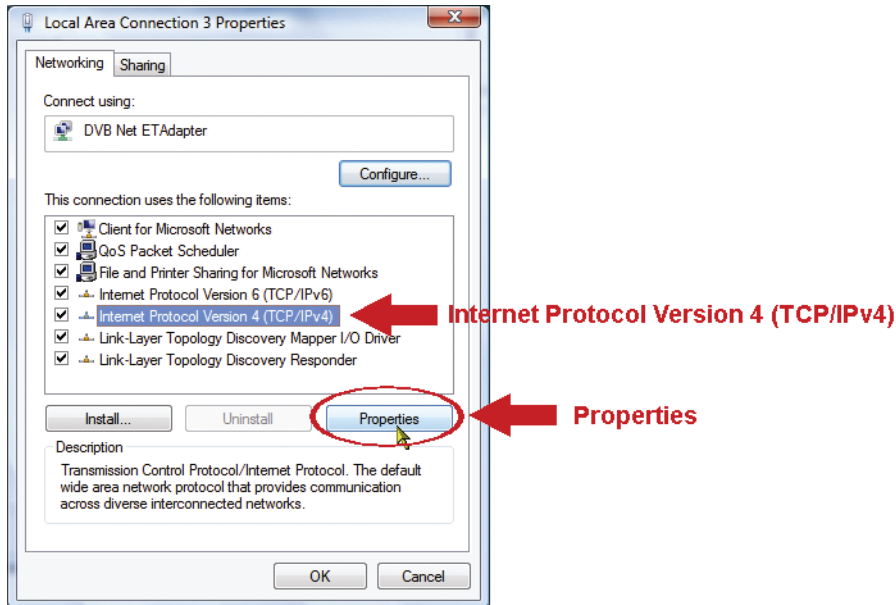 Local Area Connection 3 Properties
Networking
Sharing
Connect using:
DVB Net ETAdapter
Configure...
This connection uses the following items:
Client for Microsoft Networks
QoS Packet Scheduler
File and Printer Sharing for Microsoft Networks
Internet Protocol Version 6 (TCP/IPv6)
Internet Protocol Version 4 (TCP/IPv4)
Internet Protocol Version 4 (TCP/IPv4)
Link-Layer Topology Discovery Mapper I/O Driver
Link-Layer Topology Discovery Responder
Install...
Uninstall
Properties
Properties
Description
Transmission Control Protocol/Internet Protocol. The default
wide area network protocol that provides communication
across diverse interconnected networks.
OK
Cancel